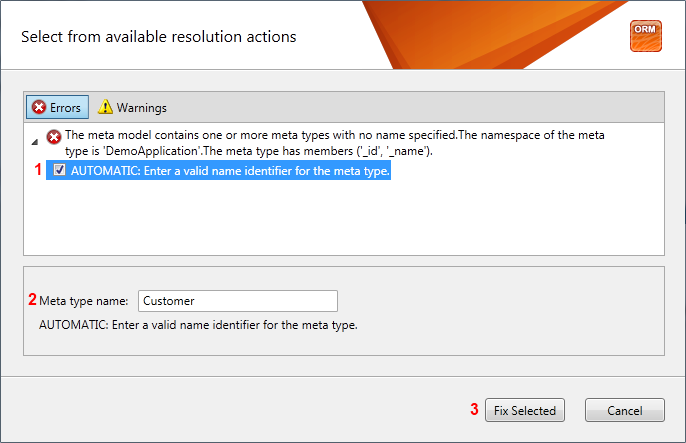 Select from available resolution actions
ORM
Errors
Warnings
The meta model contains one or more meta types with no name specified.The namespace of the meta
type is 'DemoApplication'.The meta type has members ('_id', '_name').
1 AUTOMATIC: Enter a valid name identifier for the meta type.
2 Meta type name: Customer
AUTOMATIC: Enter a valid name identifier for the meta type.
3 Fix Selected Cancel